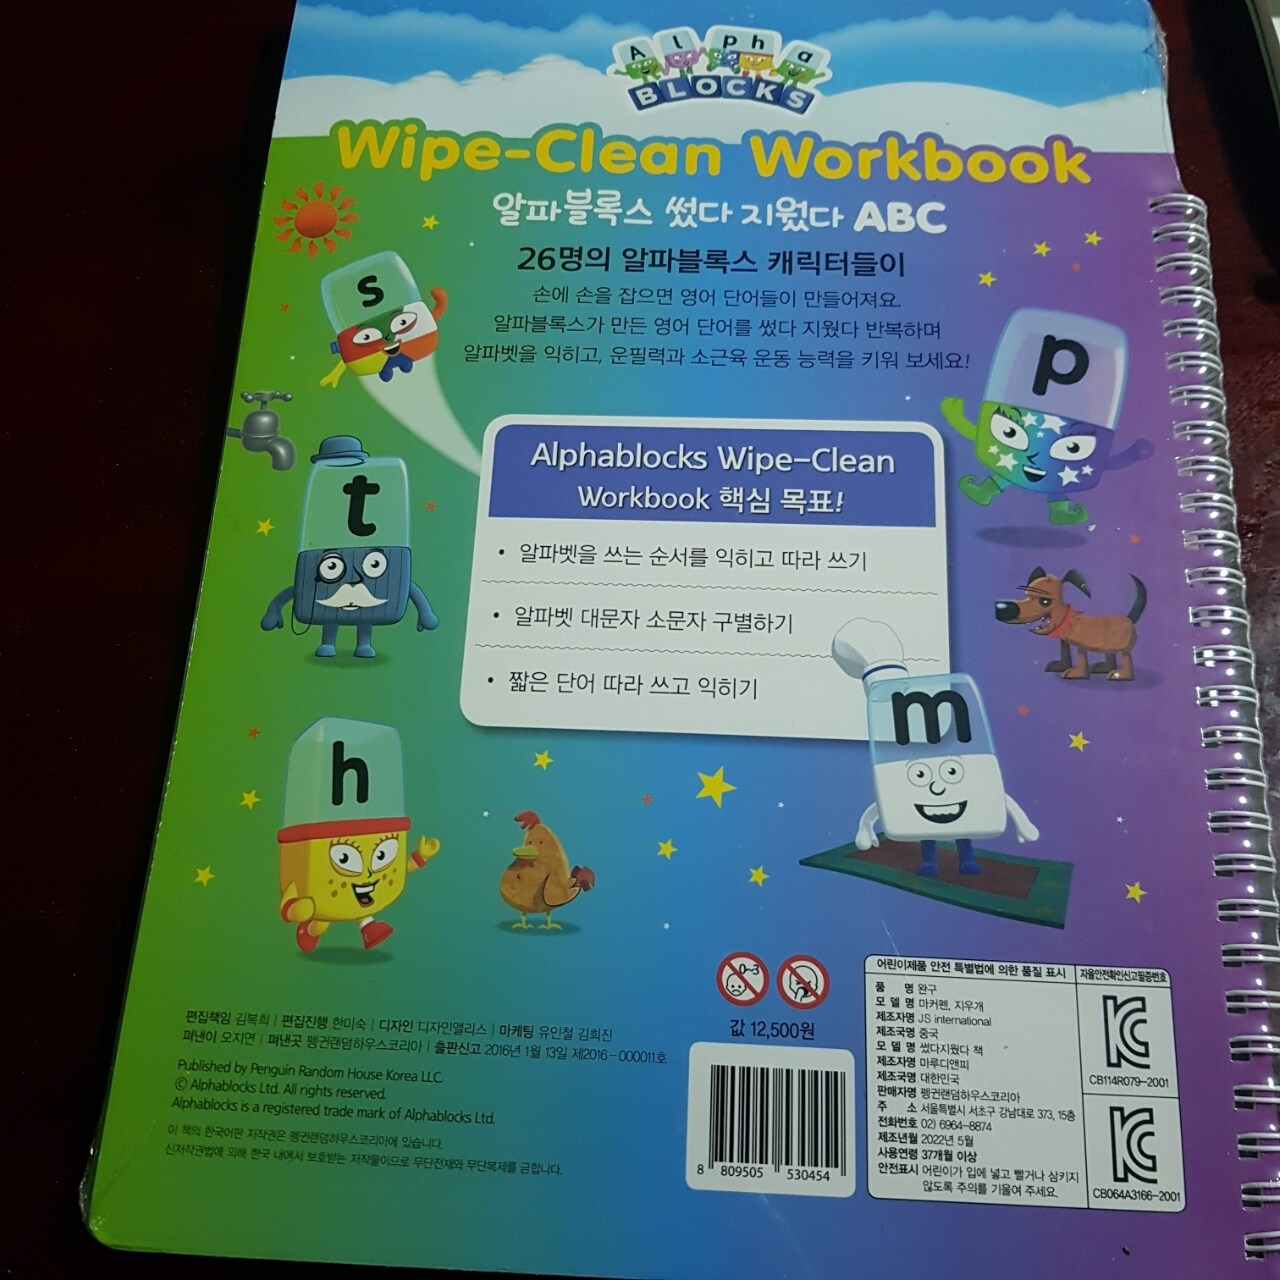 Alpha
BLOCKS
Wipe-Clean Workbook
알파블록스 썼다 지웠다 ABC
26명의 알파블록스 캐릭터들이
손에 손을 잡으면 영어 단어들이 만들어져요.
알파블록스가 만든 영어 단어를 썼다 지웠다 반복하며
알파벳을 익히고, 운필력과 소근육 운동 능력을 키워 보세요!
s
p
t
Alphablocks Wipe-Clean
Workbook 핵심 목표!
• 알파벳을 쓰는 순서를 익히고 따라 쓰기
• 알파벳 대문자 소문자 구별하기
• 짧은 단어 따라 쓰고 익히기
m
h
0-3
값 12,500원
편집책임 김복희 | 편집진행 한미숙 | 디자인 디자인앨리스 | 마케팅 유인철 김희진
펴낸이 오지연 | 펴낸곳 펭귄랜덤하우스코리아 | 출판신고 2016년 1월 13일 제2016-000011호
Published by Penguin Random House Korea LLC.
© Alphablocks Ltd. All rights reserved.
Alphablocks is a registered trade mark of Alphablocks Ltd.
이 책의 한국어판 저작권은 펭귄랜덤하우스코리아에 있습니다.
신저작권법에 의해 한국 내에서 보호받는 저작물이므로 무단전재와 무단복제를 금합니다.
8 809505 530454
어린이제품 안전 특별법에 의한 품질 표시
품 명 완구
모 델 명 마커펜, 지우개
제조자명 JS international
제조국명 중국
모 델 명 썼다지웠다 책
제조자명 마루디앤피
제조국명 대한민국
판매자명 펭귄랜덤하우스코리아
주 소 서울특별시 서초구 강남대로 373, 15층
전화번호 02) 6964-8874
제조년월 2022년 5월
사용연령 37개월 이상
안전표시 어린이가 입에 넣고 빨거나 삼키지
않도록 주의를 기울여 주세요.
자율안전확인신고필증번호
KC
CB114R079-2001
KC
CB064A3166-2001